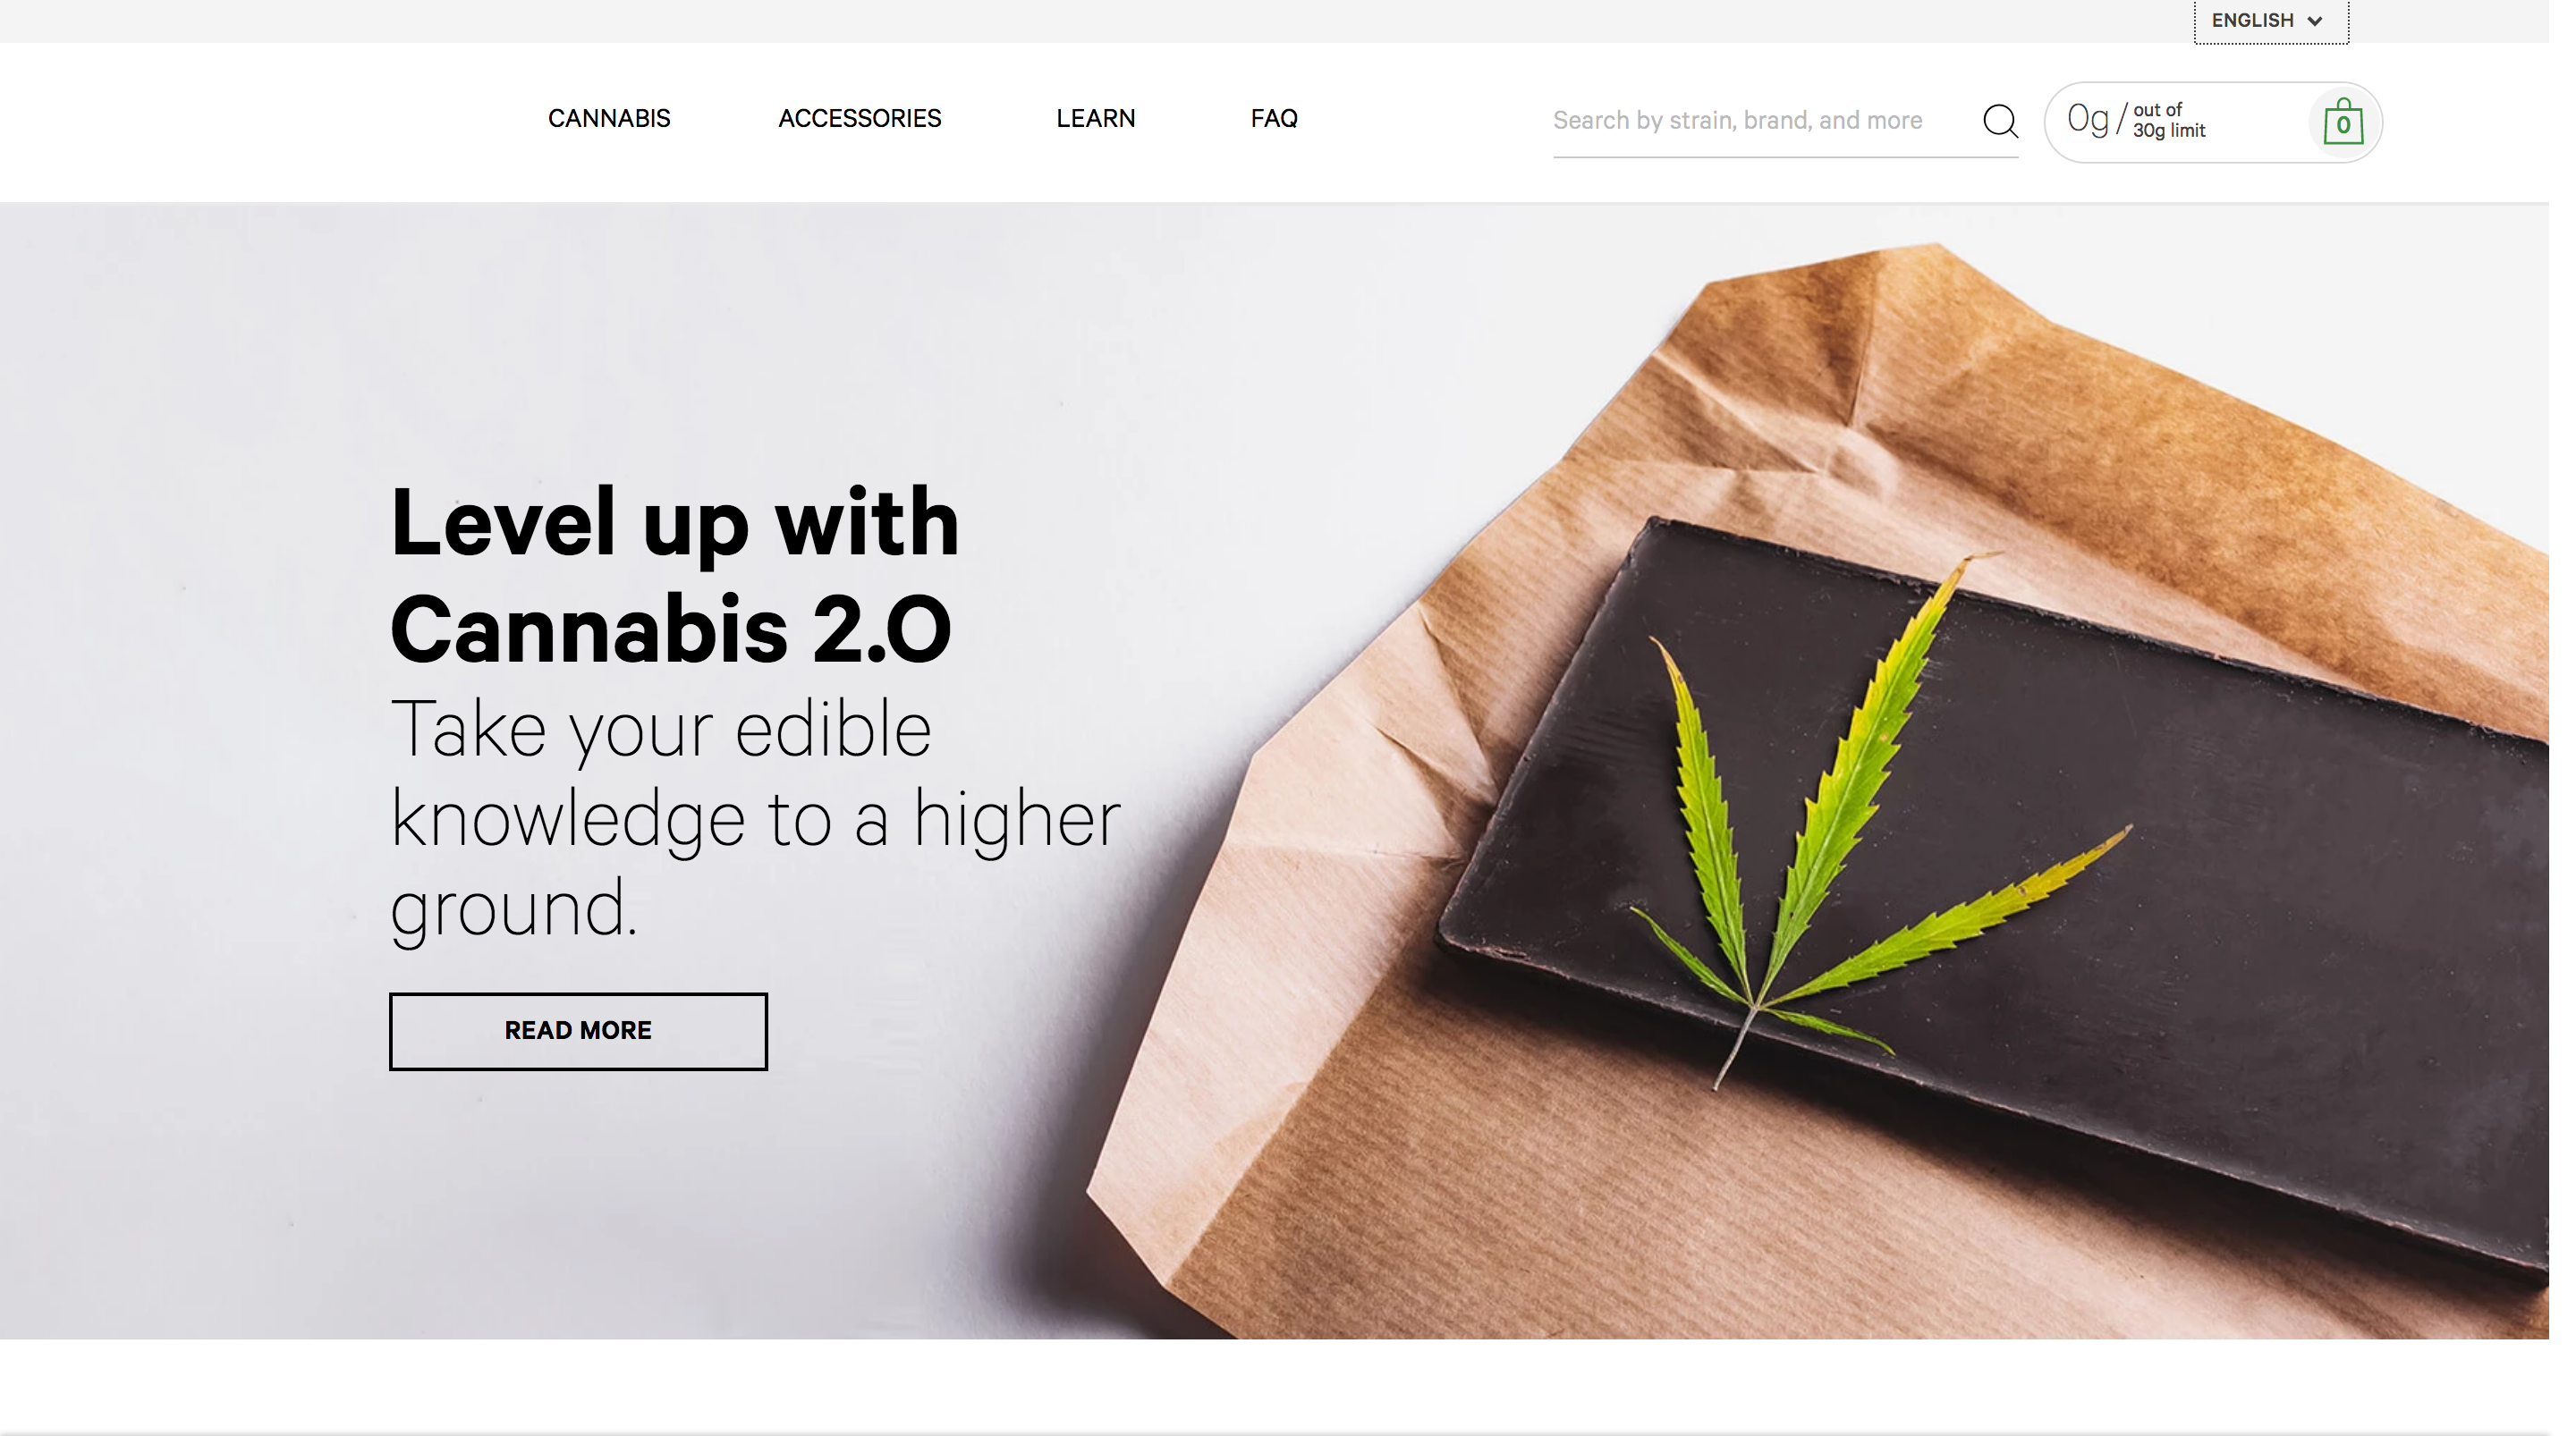 ENGLISH
CANNABIS
ACCESSORIES
LEARN
FAQ
Search by strain, brand, and more
0g / out of
30g limit
0
Level up with
Cannabis 2.0
Take your edible
knowledge to a higher
ground.
READ MORE